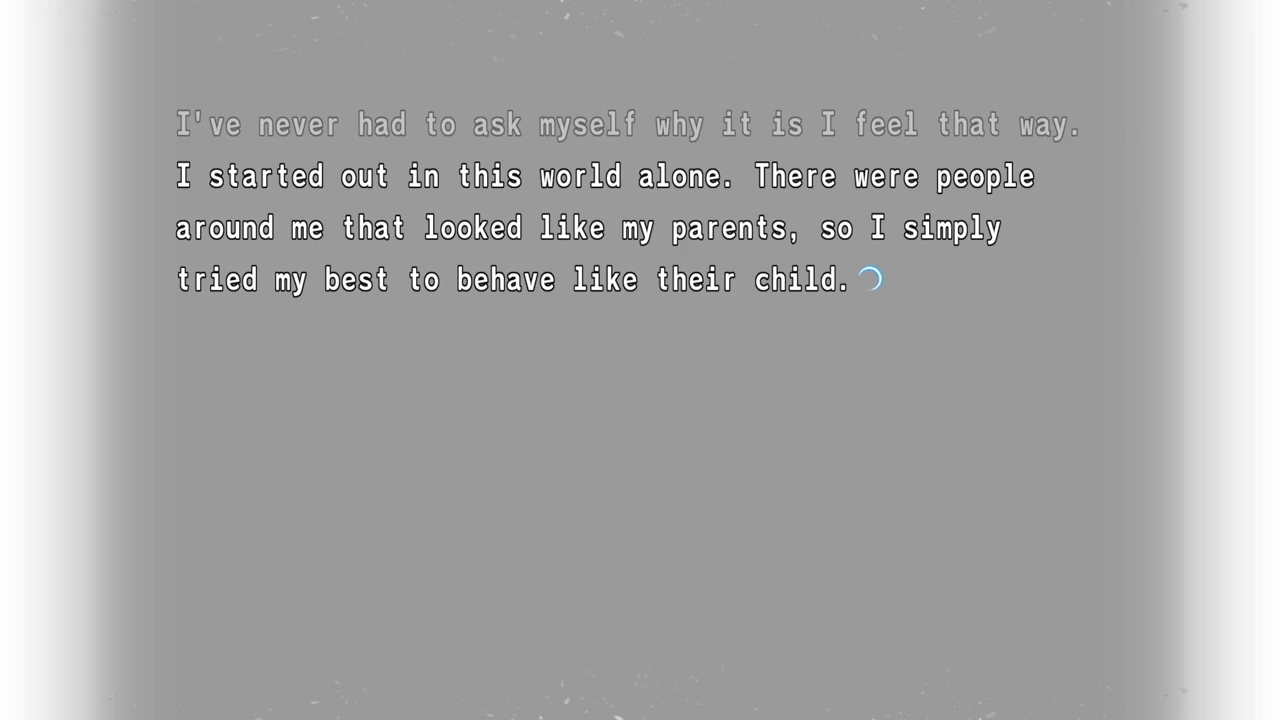 I've never had to ask myself why it is I feel that way.
I started out in this world alone. There were people
around me that looked like my parents, so I simply
tried my best to behave like their child.